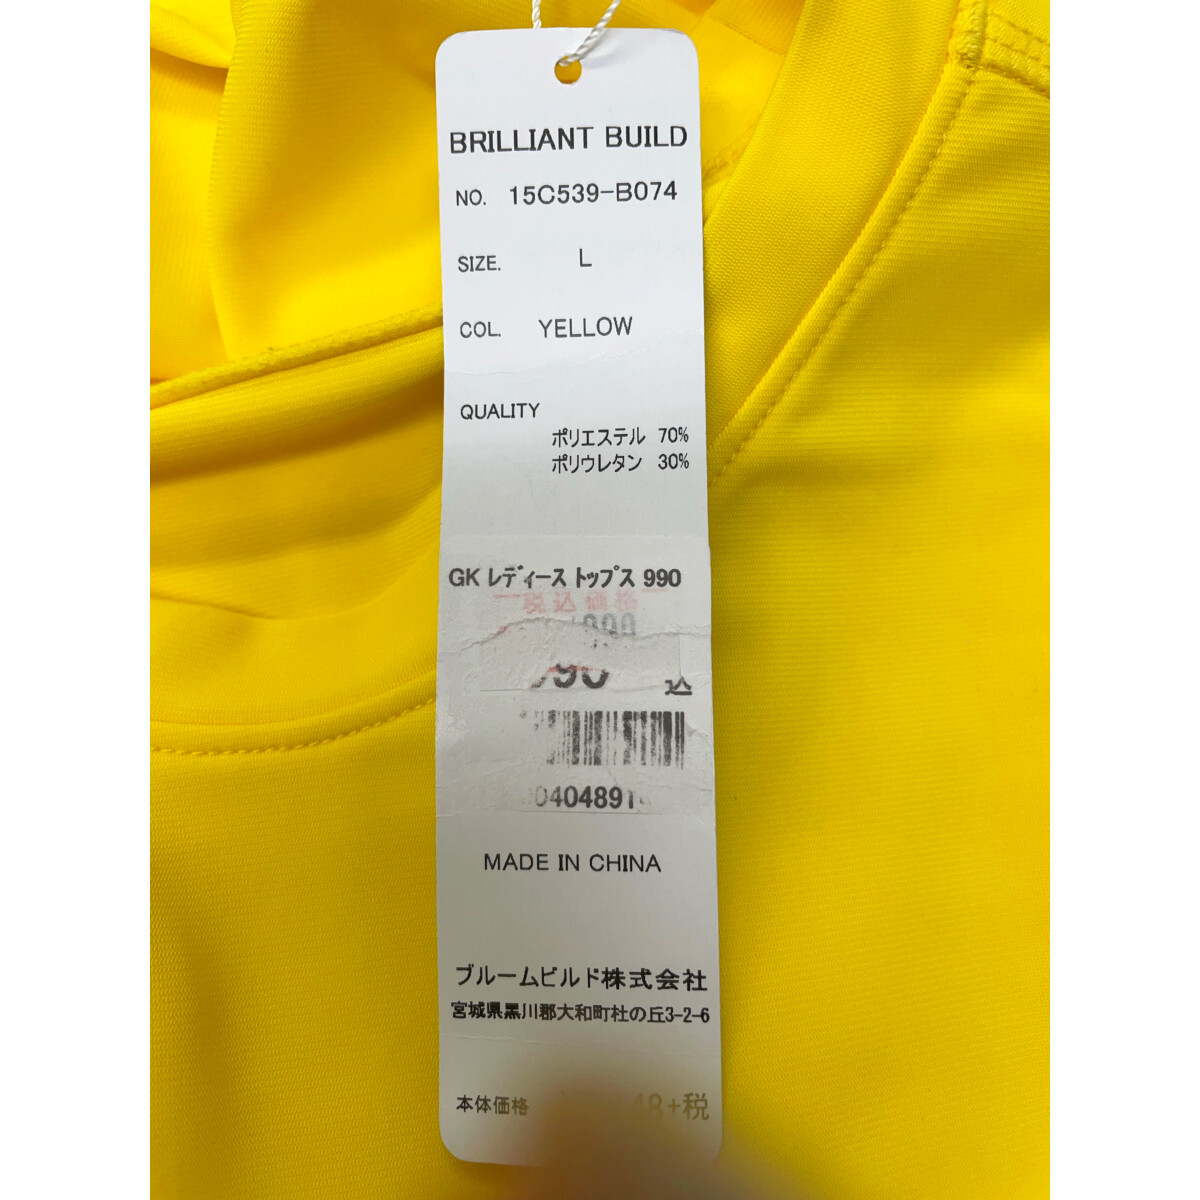 BRILLIANT BUILD
NO. 15C539-B074
SIZE. L
COL. YELLOW
QUALITY
ポリエステル 70%
ポリウレタン 30%
GK レディース トップス 990
税込価格
込
MADE IN CHINA
ブルームビルド株式会社
宮城県黒川郡大和町杜の丘3-2-6
本体価格 +税